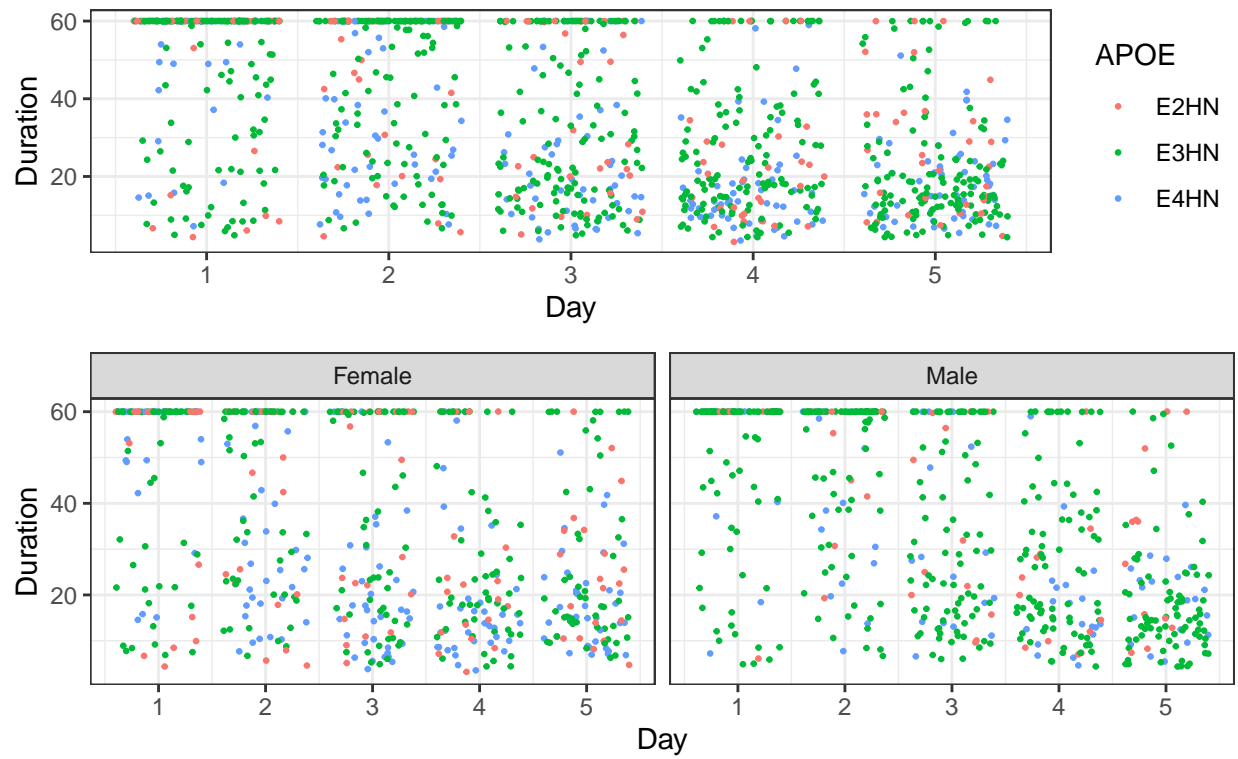 60
40
20
Duration
1 2 3 4 5
Day
APOE
E2HN
E3HN
E4HN
Female Male
60
40
20
Duration
1 2 3 4 5 1 2 3 4 5
Day